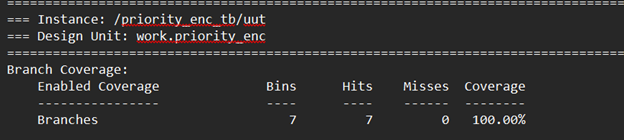 ================================================================================
=== Instance: /priority_enc_tb/uut
=== Design Unit: work.priority_enc
================================================================================
Branch Coverage:
    Enabled Coverage              Bins      Hits    Misses  Coverage
    ----------------              ----      ----    ------  --------
    Branches                         7         7         0   100.00%